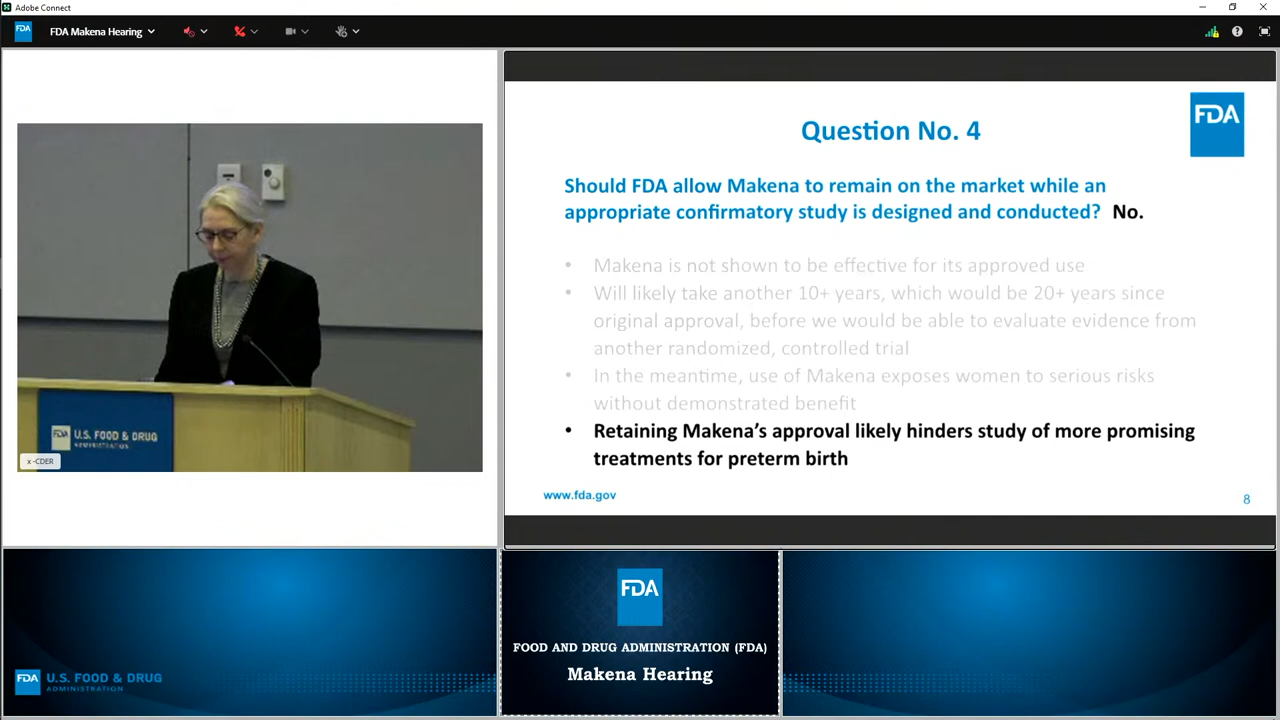 Adobe Connect
FDA
FDA Makena Hearing
U.S. FOOD & DRUG
ADMINISTRATION
FDA
x -CDER
FDA
Question No. 4
Should FDA allow Makena to remain on the market while an
appropriate confirmatory study is designed and conducted? No.
• Makena is not shown to be effective for its approved use
• Will likely take another 10+ years, which would be 20+ years since
original approval, before we would be able to evaluate evidence from
another randomized, controlled trial
• In the meantime, use of Makena exposes women to serious risks
without demonstrated benefit
• Retaining Makena's approval likely hinders study of more promising
treatments for preterm birth
www.fda.gov
8
FDA
U.S. FOOD & DRUG
ADMINISTRATION
FDA
FOOD AND DRUG ADMINISTRATION (FDA)
Makena Hearing